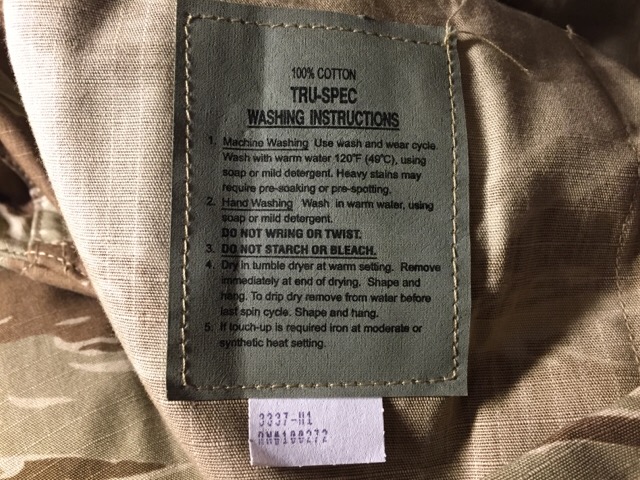 100% COTTON
TRU-SPEC
WASHING INSTRUCTIONS
1. Machine Washing Use wash and wear cycle.
Wash with warm water 120°F (49°C), using
soap or mild detergent. Heavy stains may
require pre-soaking or pre-spotting.
2. Hand Washing Wash in warm water, using
soap or mild detergent.
DO NOT WRING OR TWIST.
3. DO NOT STARCH OR BLEACH.
4. Dry in tumble dryer at warm setting. Remove
immediately at end of drying. Shape and
hang. To drip dry remove from water before
last spin cycle. Shape and hang.
5. If touch-up is required iron at moderate or
synthetic heat setting.
3337-H1
RN#100272